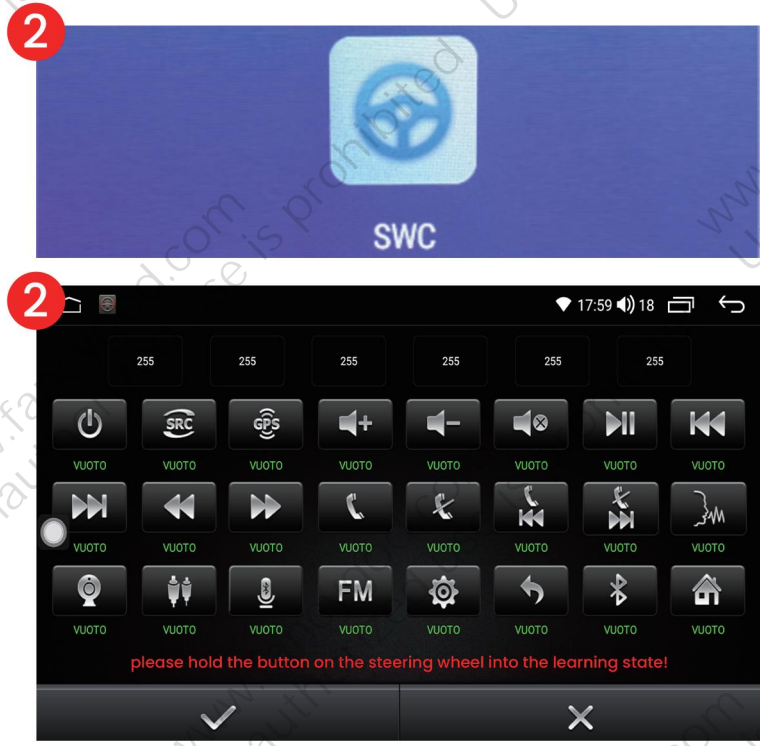 2
SWC
2
17:59 18
255 255 255 255 255 255
SRC GPS
VUOTO VUOTO VUOTO VUOTO VUOTO VUOTO VUOTO VUOTO
VUOTO VUOTO VUOTO VUOTO VUOTO VUOTO VUOTO VUOTO
FM
VUOTO VUOTO VUOTO VUOTO VUOTO VUOTO VUOTO VUOTO
please hold the button on the steering wheel into the learning state!